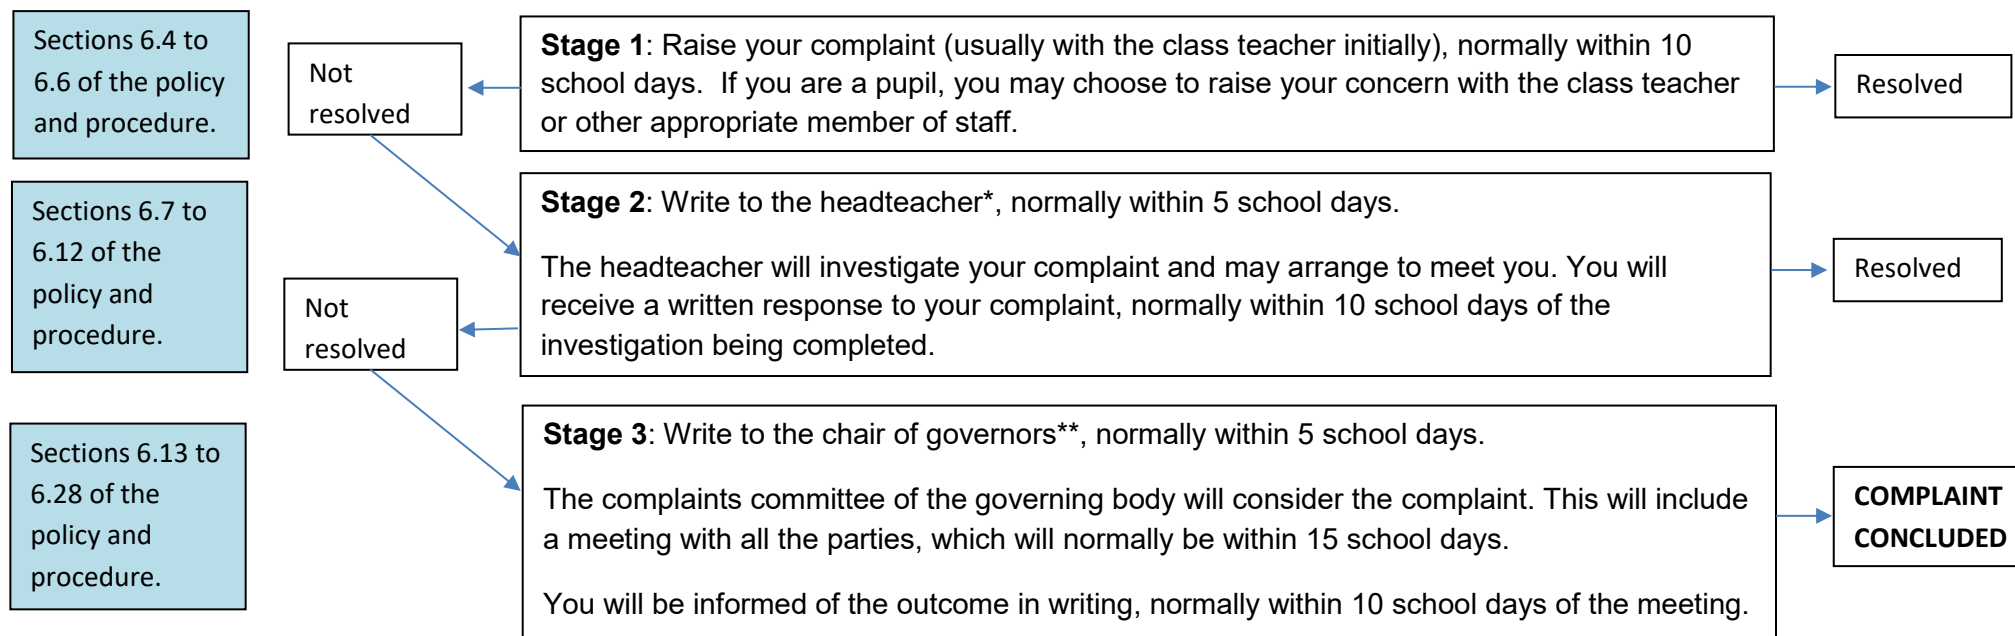 Sections 6.4 to
6.6 of the policy
and procedure.
Not
resolved
Stage 1: Raise your complaint (usually with the class teacher initially), normally within 10
school days.  If you are a pupil, you may choose to raise your concern with the class teacher
or other appropriate member of staff.
Resolved
Sections 6.7 to
6.12 of the
policy and
procedure.
Stage 2: Write to the headteacher*, normally within 5 school days.
The headteacher will investigate your complaint and may arrange to meet you. You will
receive a written response to your complaint, normally within 10 school days of the
investigation being completed.
Resolved
Not
resolved
Sections 6.13 to
6.28 of the
policy and
procedure.
Stage 3: Write to the chair of governors**, normally within 5 school days.
The complaints committee of the governing body will consider the complaint. This will include
a meeting with all the parties, which will normally be within 15 school days.
You will be informed of the outcome in writing, normally within 10 school days of the meeting.
COMPLAINT
CONCLUDED